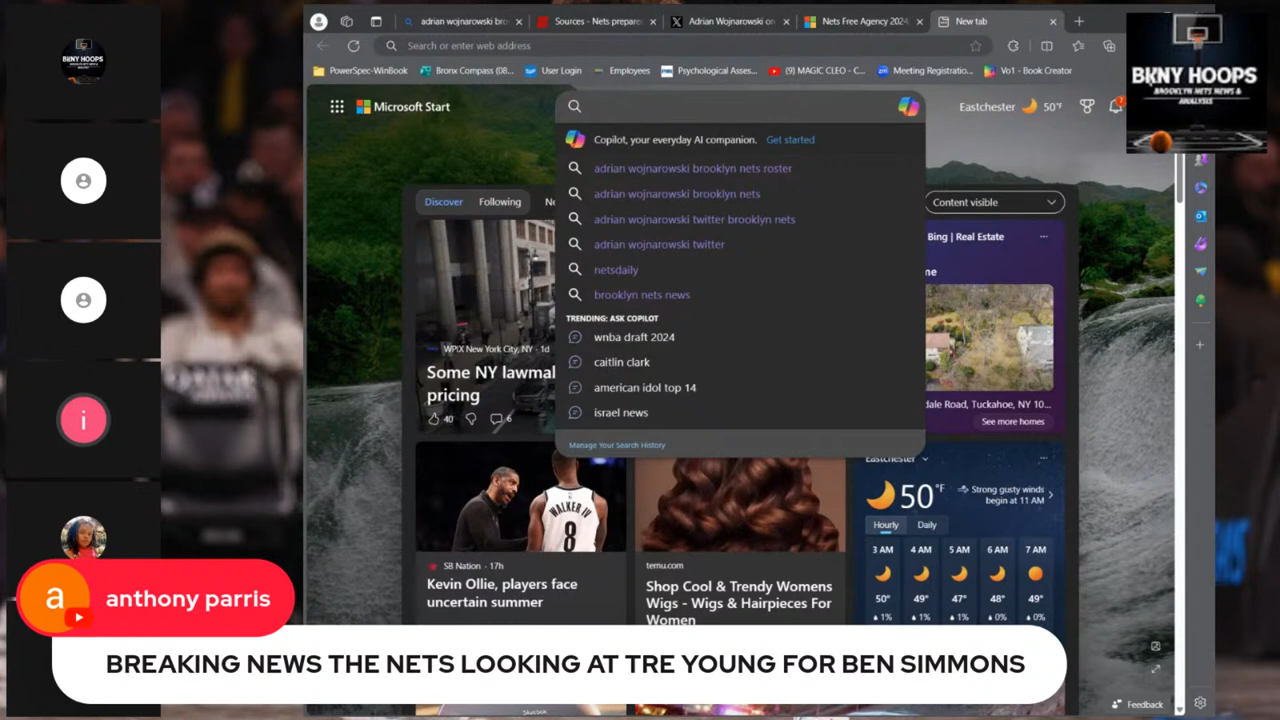 BKNY HOOPS
i
adrian wojnarowski bro
Sources - Nets prepare
Adrian Wojnarowski on
Nets Free Agency 2024
New tab
Search or enter web address
PowerSpec-WinBook
Bronx Compass (08...
User Login
Employees
Psychological Asses...
(9) MAGIC CLEO - C...
Meeting Registratio...
Vo1 - Book Creator
BKNY HOOPS
BROOKLYN NETS NEWS &
ANALYSIS
Microsoft Start
Eastchester 50°F
Copilot, your everyday AI companion. Get started
adrian wojnarowski brooklyn nets roster
adrian wojnarowski brooklyn nets
adrian wojnarowski twitter brooklyn nets
adrian wojnarowski twitter
netsdaily
brooklyn nets news
TRENDING: ASK COPILOT
wnba draft 2024
caitlin clark
american idol top 14
israel news
Manage Your Search History
Discover Following Ne
Content visible
Bing | Real Estate
me
WPIX New York City, NY · 1d
Some NY lawmal
pricing
40 6
dale Road, Tuckahoe, NY 10...
See more homes
WALKER IV
8
SB Nation · 17h
Kevin Ollie, players face
uncertain summer
temu.com
Shop Cool & Trendy Womens
Wigs - Wigs & Hairpieces For
Women
Eastchester
50°F
Strong gusty winds
begin at 11 AM
Hourly Daily
3 AM 4 AM 5 AM 6 AM 7 AM
50° 49° 47° 48° 49°
1% 1% 1% 0% 0%
a
anthony parris
BREAKING NEWS THE NETS LOOKING AT TRE YOUNG FOR BEN SIMMONS
Feedback